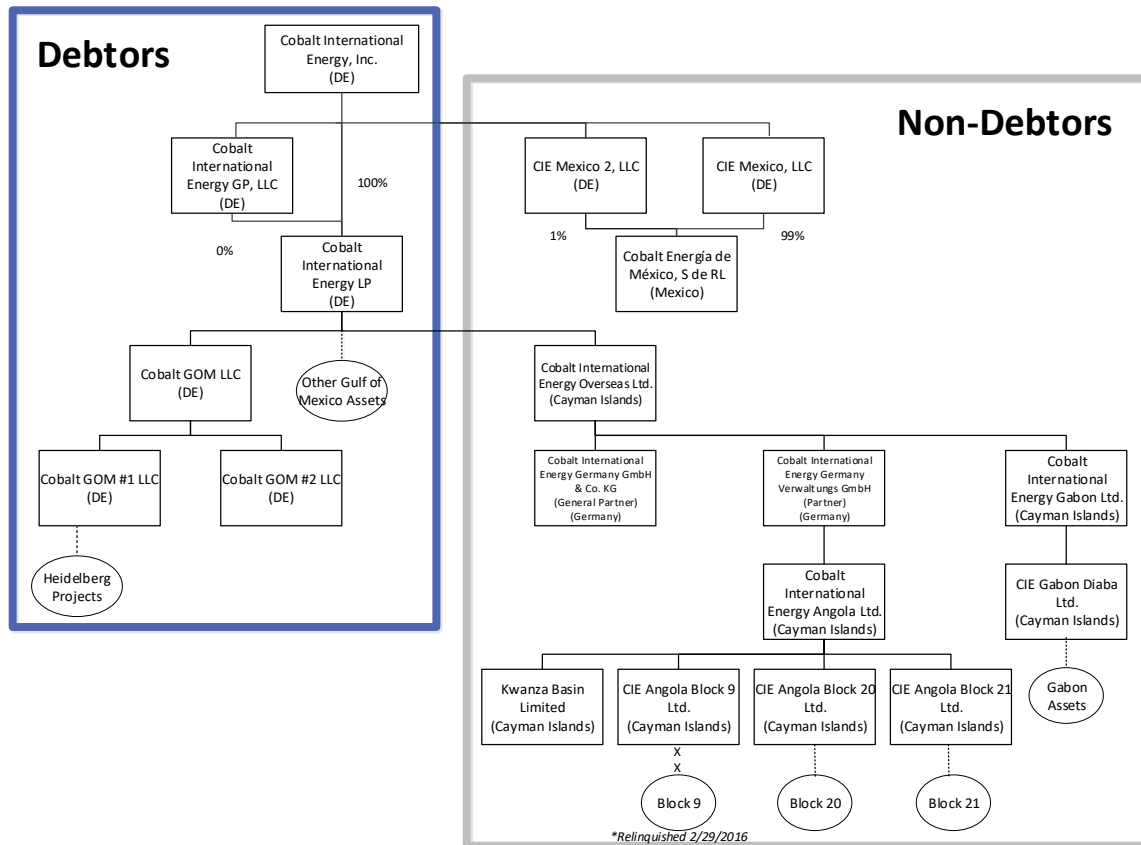 Debtors
Cobalt International
Energy, Inc.
(DE)
Non-Debtors
Cobalt
International
Energy GP, LLC
(DE)
100%
CIE Mexico 2, LLC
(DE)
CIE Mexico, LLC
(DE)
0%
1%
99%
Cobalt
International
Energy LP
(DE)
Cobalt Energía de
México, S de RL
(Mexico)
Cobalt GOM LLC
(DE)
Other Gulf of
Mexico Assets
Cobalt International
Energy Overseas Ltd.
(Cayman Islands)
Cobalt GOM #1 LLC
(DE)
Cobalt GOM #2 LLC
(DE)
Cobalt International
Energy Germany GmbH
& Co. KG
(General Partner)
(Germany)
Cobalt International
Energy Germany
Verwaltungs GmbH
(Partner)
(Germany)
Cobalt
International
Energy Gabon Ltd.
(Cayman Islands)
Heidelberg
Projects
Cobalt
International
Energy Angola Ltd.
(Cayman Islands)
CIE Gabon Diaba
Ltd.
(Cayman Islands)
Kwanza Basin
Limited
(Cayman Islands)
CIE Angola Block 9
Ltd.
(Cayman Islands)
CIE Angola Block 20
Ltd.
(Cayman Islands)
CIE Angola Block 21
Ltd.
(Cayman Islands)
Gabon
Assets
X
X
Block 9
Block 20
Block 21
*Relinquished 2/29/2016